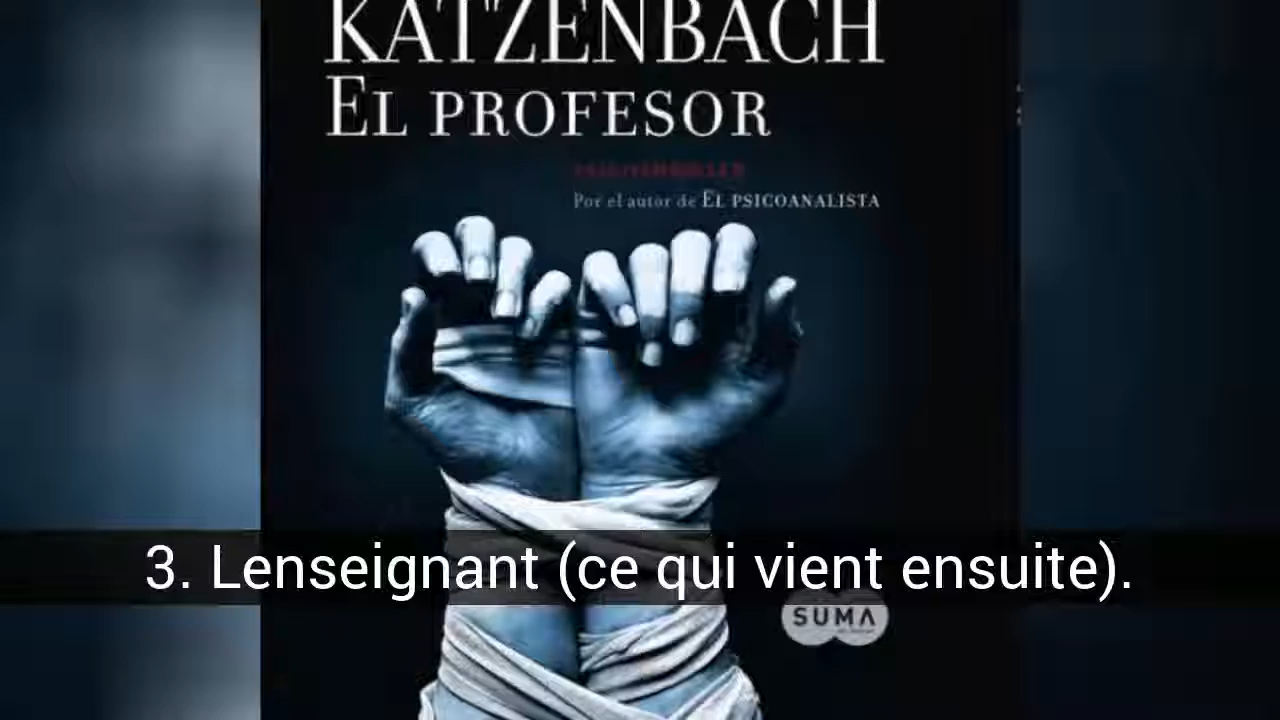 KATZENBACH
EL PROFESOR
Por el autor de EL PSICOANALISTA
3. Lenseignant (ce qui vient ensuite).
SUMA